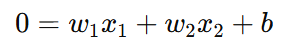 0 = w₁x₁ + w₂x₂ + b